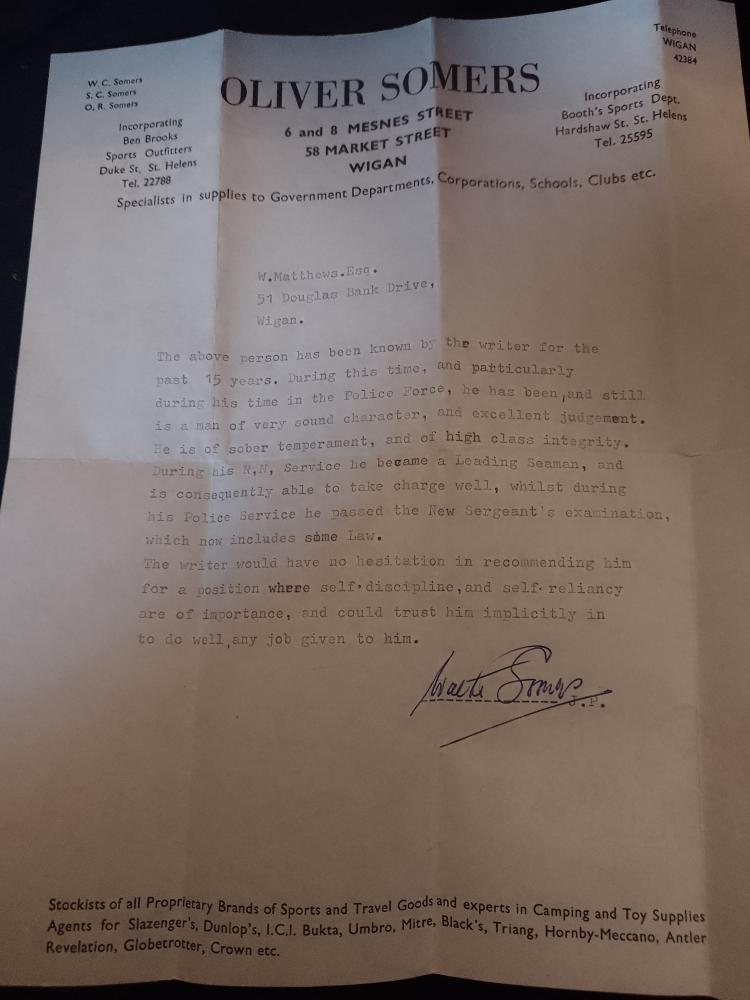 W. C. Somers
S. C. Somers
O. R. Somers
Incorporating
Ben Brooks
Sports Outfitters
Duke St. St. Helens
Tel. 22788
OLIVER SOMERS
6 and 8 MESNES STREET
58 MARKET STREET
WIGAN
Telephone
WIGAN
42384
Incorporating
Booth's Sports Dept.
Hardshaw St. St. Helens
Tel. 25595
Specialists in supplies to Government Departments, Corporations, Schools, Clubs etc.
W.Matthews.Esq.
51 Douglas Bank Drive,
Wigan.
The above person has been known by the writer for the
past 15 years. During this time, and particularly
during his time in the Police Force, he has been,and still
is a man of very sound character, and excellent judgement.
He is of sober temperament, and of high class integrity.
During his R,N, Service he became a Leading Seaman, and
is consequently able to take charge well, whilst during
his Police Service he passed the New Sergeant's examination,
which now includes some Law.
The writer would have no hesitation in recommending him
for a position where self-discipline,and self-reliancy
are of importance, and could trust him implicitly in
to do well,any job given to him.
Walter Somers
J.P.
Stockists of all Proprietary Brands of Sports and Travel Goods and experts in Camping and Toy Supplies
Agents for Slazenger's, Dunlop's, I.C.I. Bukta, Umbro, Mitre, Black's, Triang, Hornby-Meccano, Antler
Revelation, Globetrotter, Crown etc.